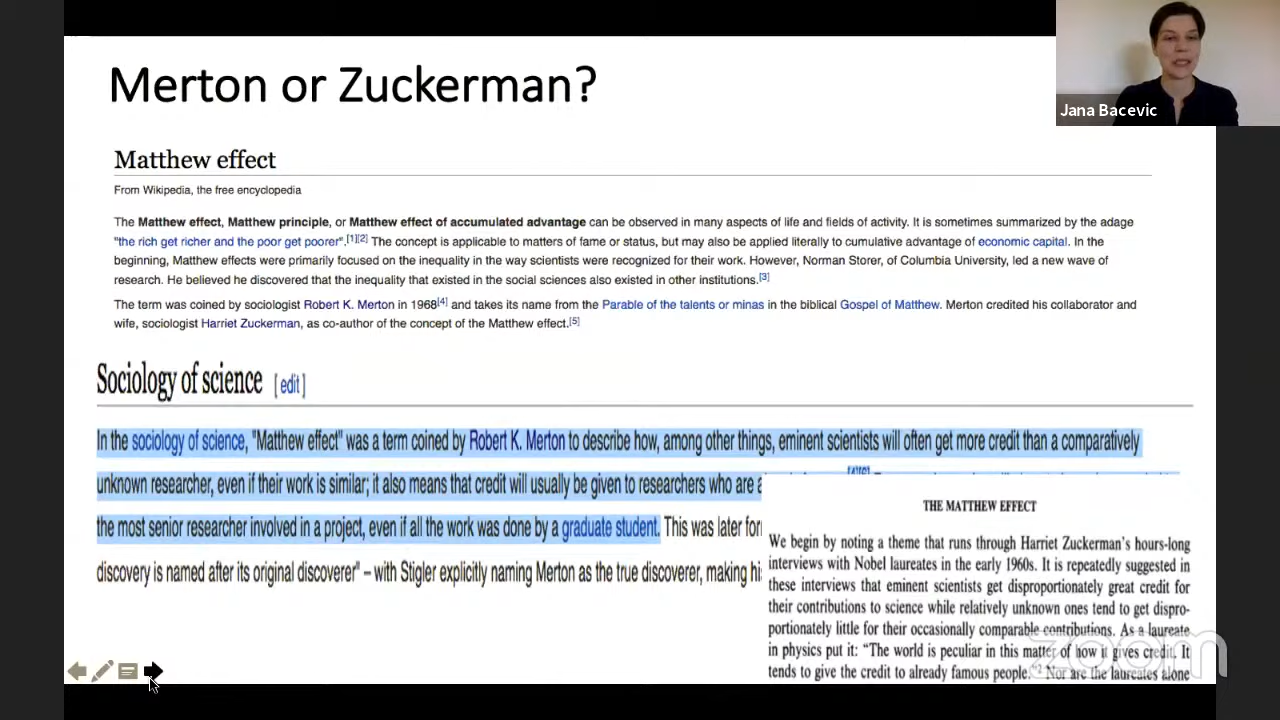 Merton or Zuckerman?
Jana Bacevic
Matthew effect
From Wikipedia, the free encyclopedia
The Matthew effect, Matthew principle, or Matthew effect of accumulated advantage can be observed in many aspects of life and fields of activity. It is sometimes summarized by the adage
"the rich get richer and the poor get poorer".[1][2] The concept is applicable to matters of fame or status, but may also be applied literally to cumulative advantage of economic capital. In the
beginning, Matthew effects were primarily focused on the inequality in the way scientists were recognized for their work. However, Norman Storer, of Columbia University, led a new wave of
research. He believed he discovered that the inequality that existed in the social sciences also existed in other institutions.[3]
The term was coined by sociologist Robert K. Merton in 1968[4] and takes its name from the Parable of the talents or minas in the biblical Gospel of Matthew. Merton credited his collaborator and
wife, sociologist Harriet Zuckerman, as co-author of the concept of the Matthew effect.[5]
Sociology of science [ edit ]
In the sociology of science, "Matthew effect" was a term coined by Robert K. Merton to describe how, among other things, eminent scientists will often get more credit than a comparatively
unknown researcher, even if their work is similar; it also means that credit will usually be given to researchers who are a
the most senior researcher involved in a project, even if all the work was done by a graduate student. This was later for
discovery is named after its original discoverer" – with Stigler explicitly naming Merton as the true discoverer, making hi
THE MATTHEW EFFECT
We begin by noting a theme that runs through Harriet Zuckerman's hours-long
interviews with Nobel laureates in the early 1960s. It is repeatedly suggested in
these interviews that eminent scientists get disproportionately great credit for
their contributions to science while relatively unknown ones tend to get dispro-
portionately little for their occasionally comparable contributions. As a laureate
in physics put it: "The world is peculiar in this matter of how it gives credit. It
tends to give the credit to already famous people."2 Nor are the laureates alone
zoom